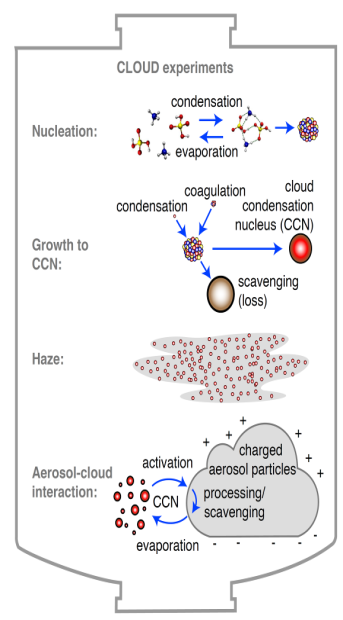 CLOUD experiments
condensation
Nucleation:
evaporation
coagulation
condensation
cloud
condensation
nucleus (CCN)
Growth to
CCN:
scavenging
(loss)
Haze:
+ + + + + +
charged
aerosol particles
Aerosol-cloud
interaction:
activation
CCN
processing/
scavenging
evaporation
- - - - -